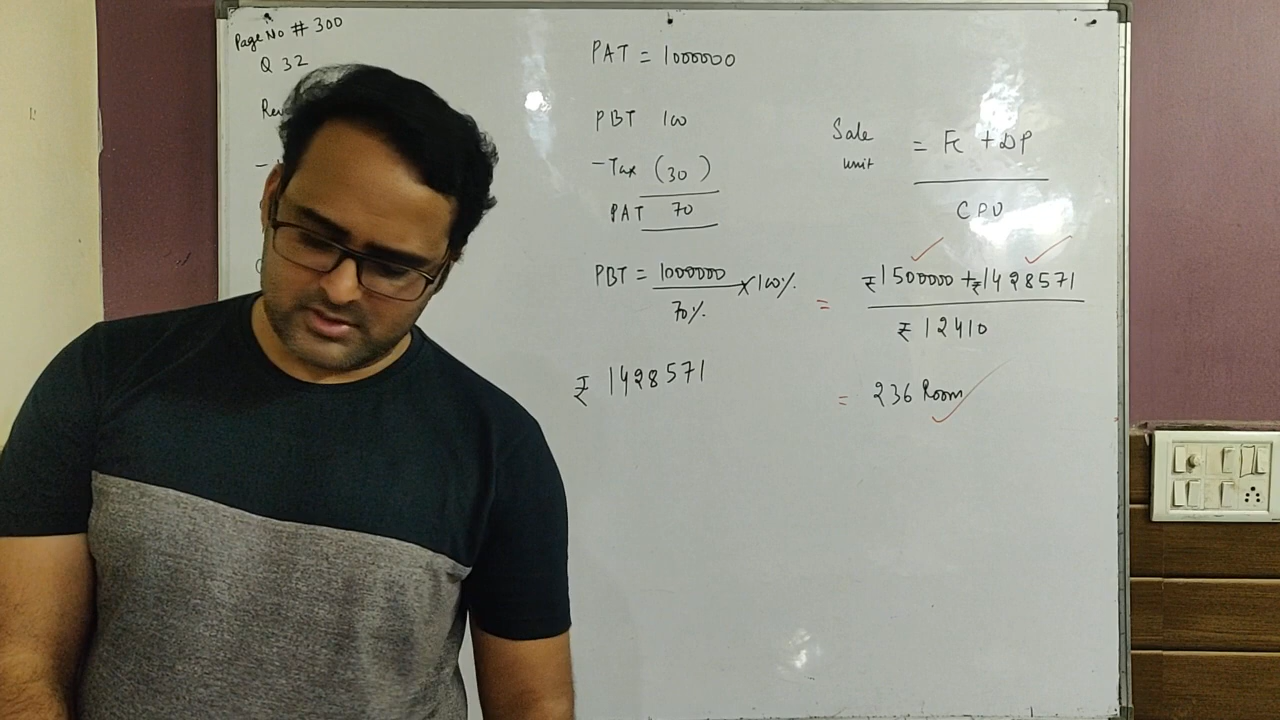 Page No # 300
Q 32
PAT = 1000000
PBT 100
- Tax (30)
PAT 70
PBT = 1000000 × 100%
70%
₹ 1428571
Sale unit = FC + DP
CPU
= ₹1500000 + ₹1428571
₹ 12410
= 236 Room